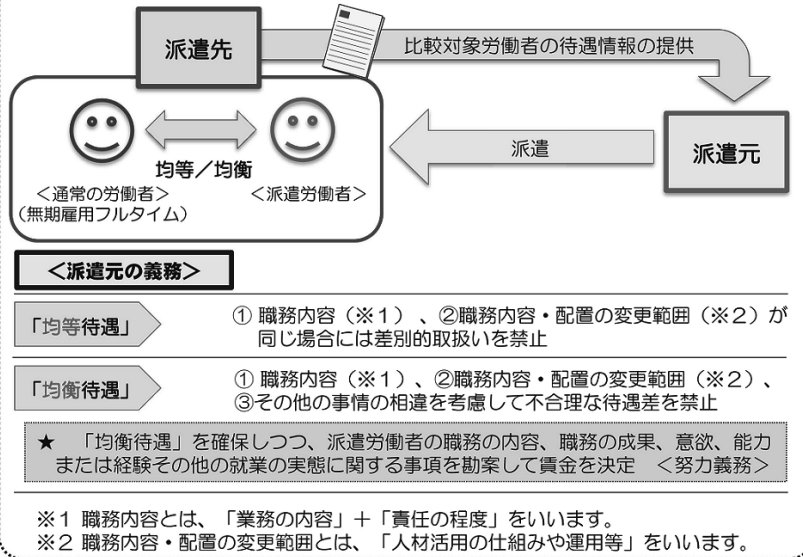 派遣先
比較対象労働者の待遇情報の提供
派遣
派遣元
均等／均衡
＜通常の労働者＞
（無期雇用フルタイム）
＜派遣労働者＞
＜派遣元の義務＞
「均等待遇」
① 職務内容（※１）、②職務内容・配置の変更範囲（※２）が
同じ場合には差別的取扱いを禁止
「均衡待遇」
① 職務内容（※１）、②職務内容・配置の変更範囲（※２）、
③その他の事情の相違を考慮して不合理な待遇差を禁止
★　「均衡待遇」を確保しつつ、派遣労働者の職務の内容、職務の成果、意欲、能力
または経験その他の就業の実態に関する事項を勘案して賃金を決定　＜努力義務＞
※１ 職務内容とは、「業務の内容」＋「責任の程度」をいいます。
※２ 職務内容・配置の変更範囲とは、「人材活用の仕組みや運用等」をいいます。